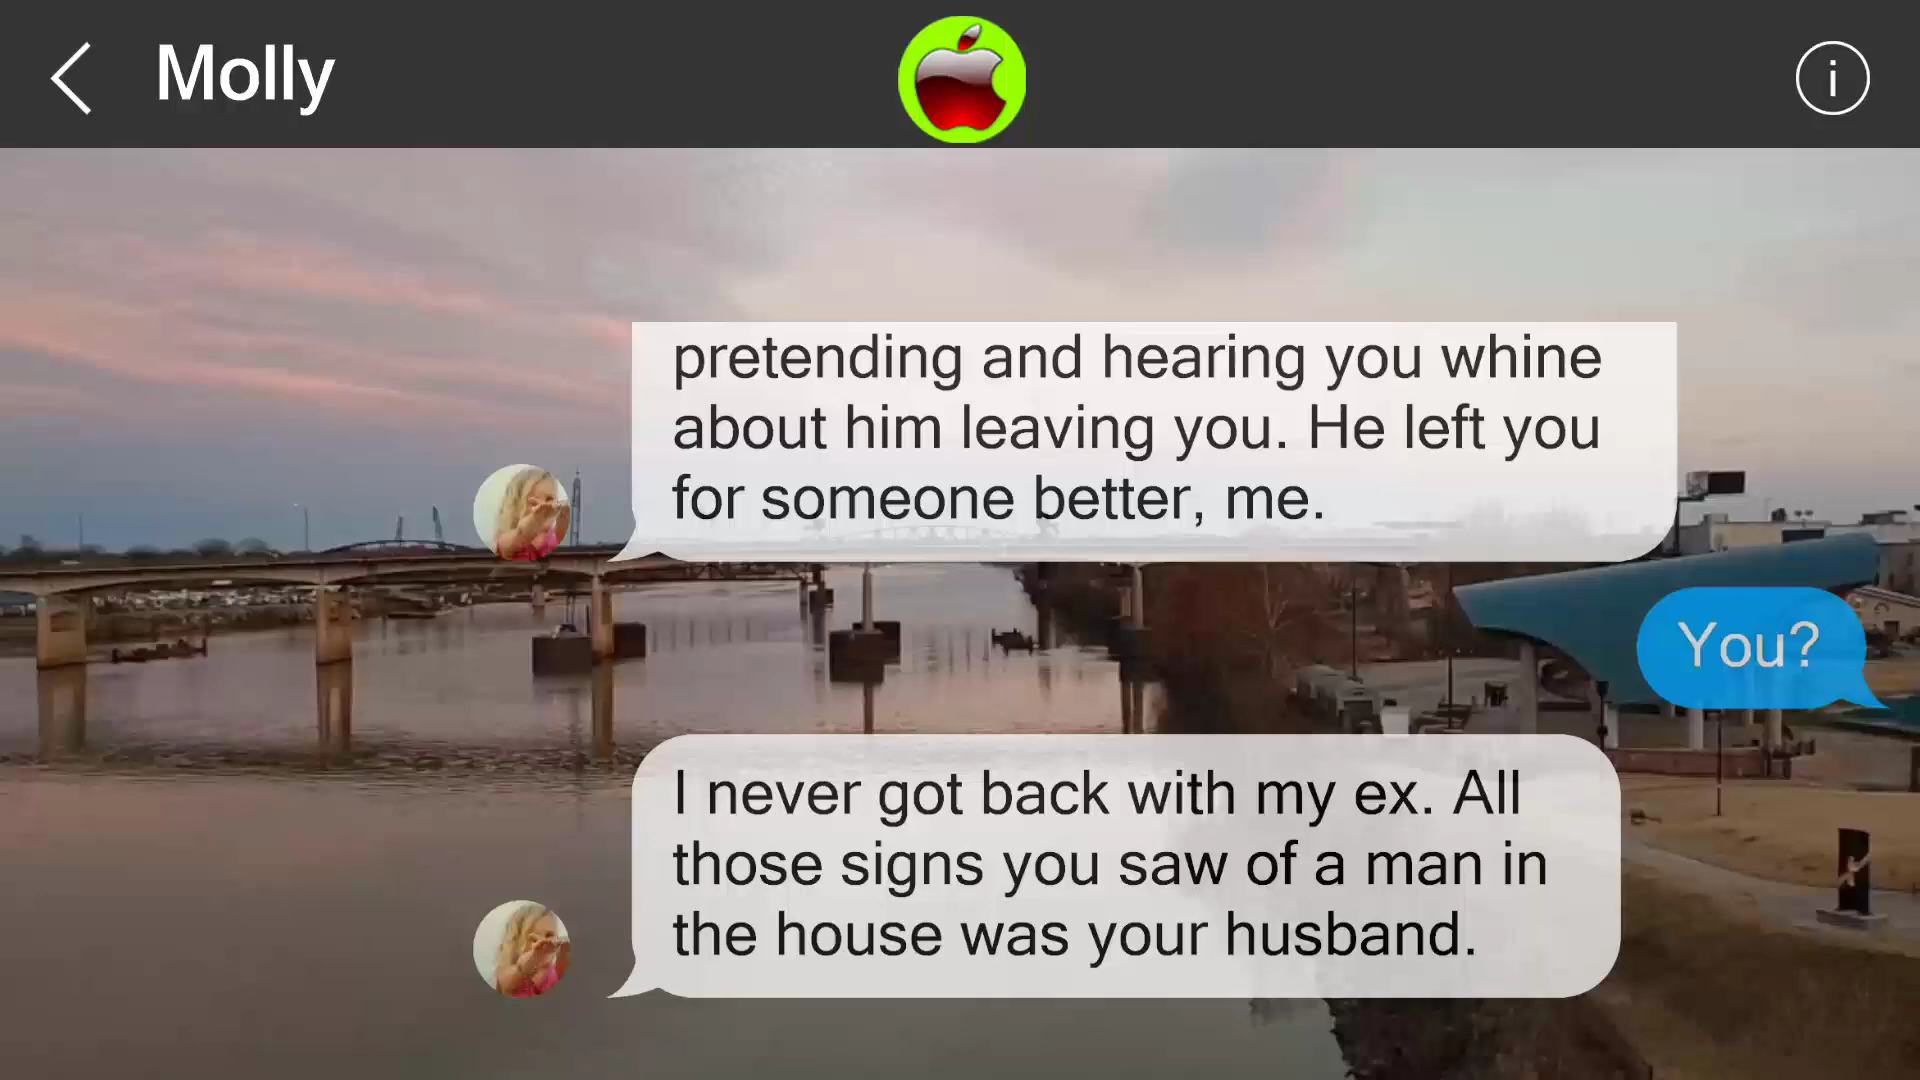 Molly
i
pretending and hearing you whine
about him leaving you. He left you
for someone better, me.
You?
I never got back with my ex. All
those signs you saw of a man in
the house was your husband.